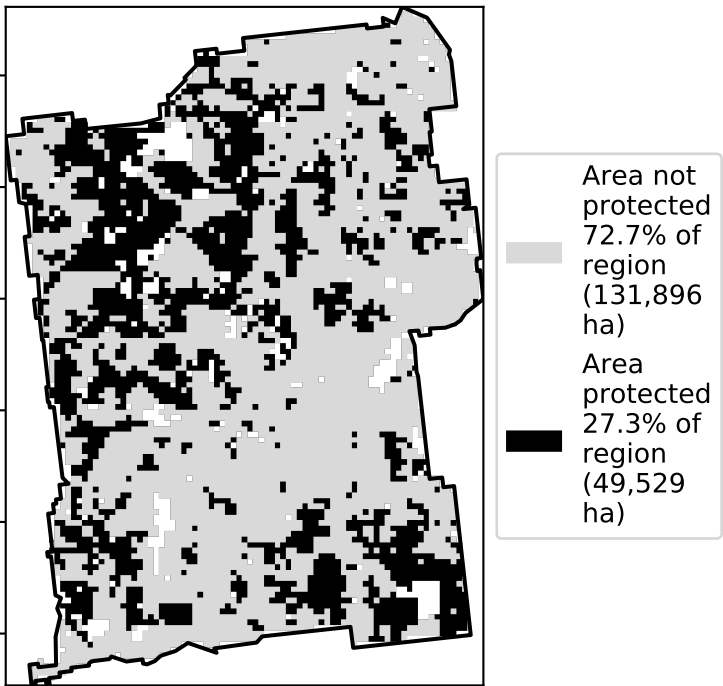 Area not
protected
72.7% of
region
(131,896
ha)
Area
protected
27.3% of
region
(49,529
ha)